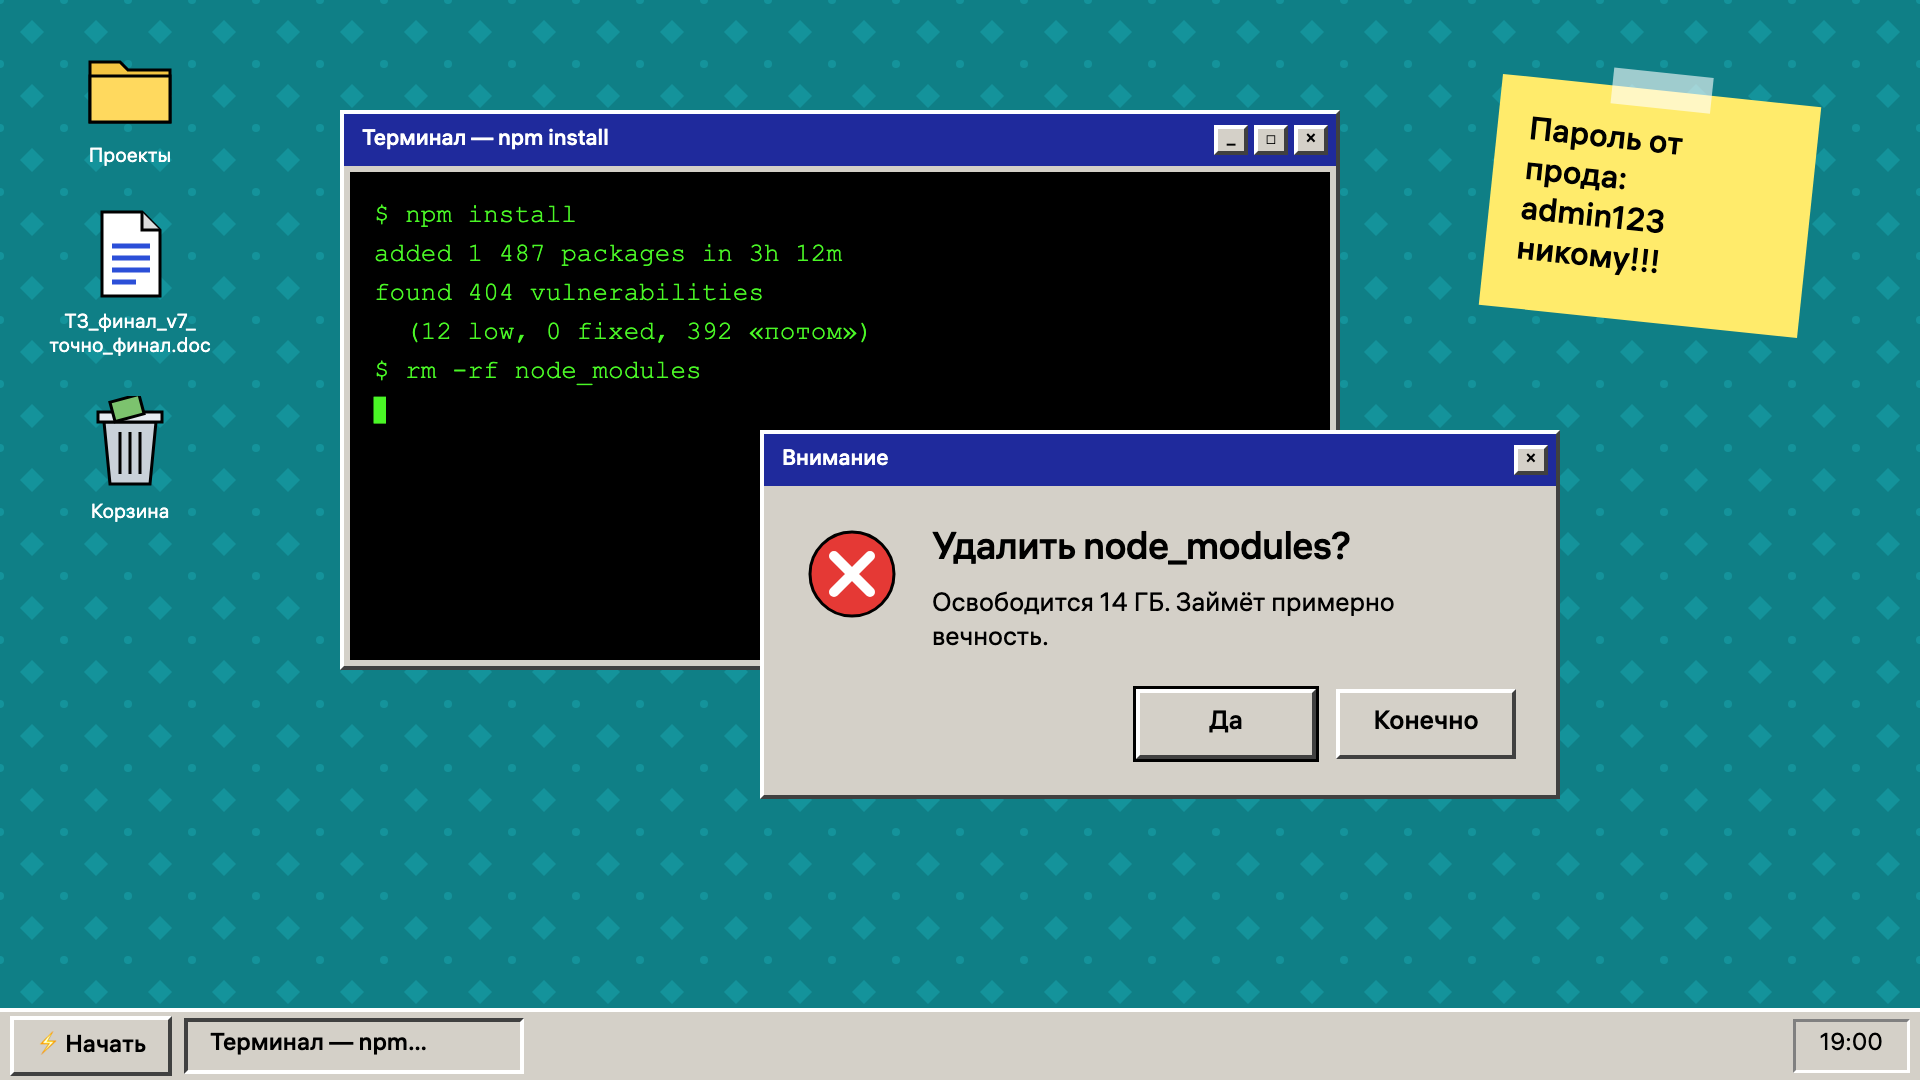 Проекты
ТЗ_финал_v7_
точно_финал.doc
Корзина
Терминал — npm install
$ npm install
added 1 487 packages in 3h 12m
found 404 vulnerabilities
(12 low, 0 fixed, 392 «потом»)
$ rm -rf node_modules
Пароль от
прода:
admin123
никому!!!
Внимание
Удалить node_modules?
Освободится 14 ГБ. Займёт примерно
вечность.
Да
Конечно
⚡ Начать
Терминал — npm...
19:00